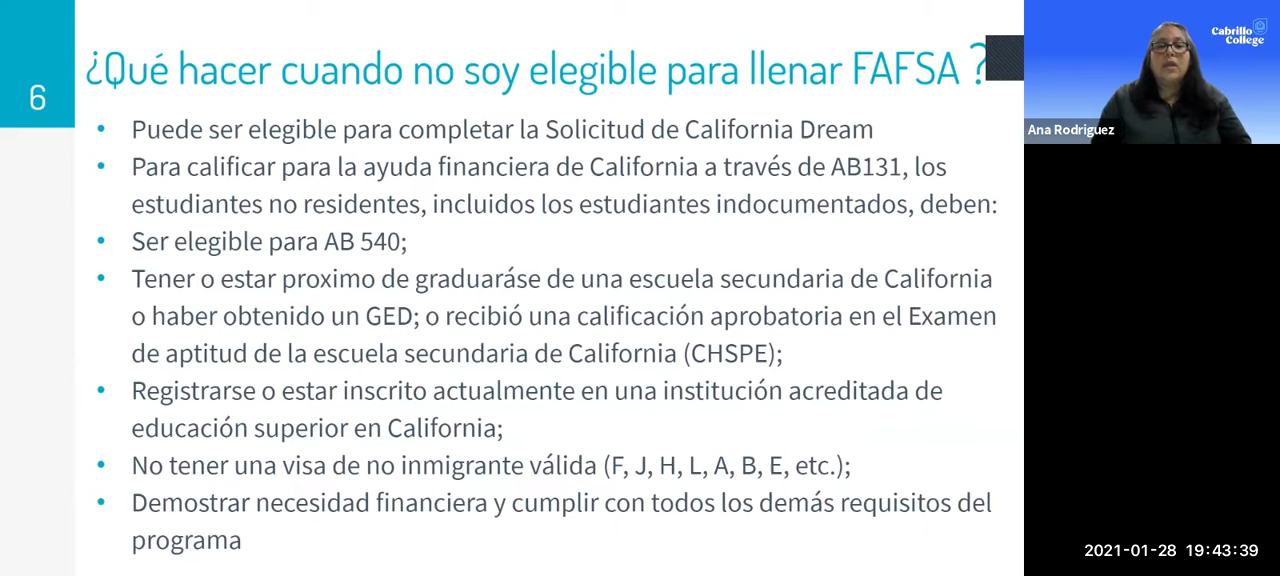 6
¿Qué hacer cuando no soy elegible para llenar FAFSA ?
• Puede ser elegible para completar la Solicitud de California Dream
• Para calificar para la ayuda financiera de California a través de AB131, los
estudiantes no residentes, incluidos los estudiantes indocumentados, deben:
• Ser elegible para AB 540;
• Tener o estar proximo de graduaráse de una escuela secundaria de California
o haber obtenido un GED; o recibió una calificación aprobatoria en el Examen
de aptitud de la escuela secundaria de California (CHSPE);
• Registrarse o estar inscrito actualmente en una institución acreditada de
educación superior en California;
• No tener una visa de no inmigrante válida (F, J, H, L, A, B, E, etc.);
• Demostrar necesidad financiera y cumplir con todos los demás requisitos del
programa
Cabrillo
College
Ana Rodriguez
2021-01-28 19:43:39